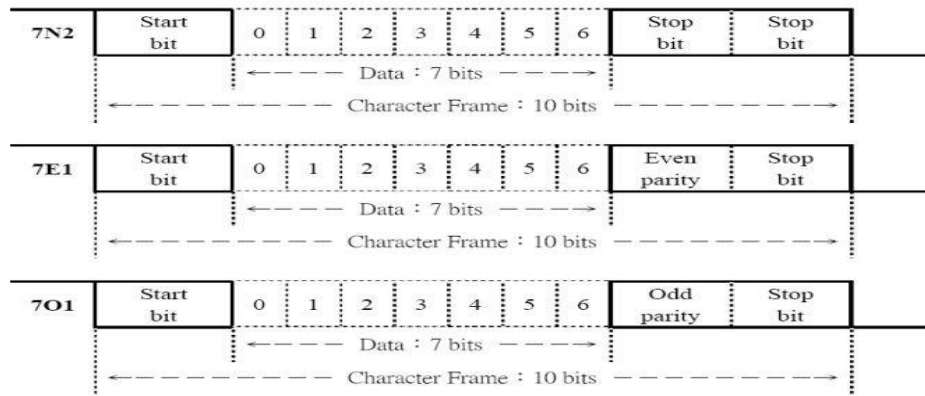 7N2 Start bit 0 1 2 3 4 5 6 Stop bit Stop bit
Data : 7 bits
Character Frame : 10 bits
7E1 Start bit 0 1 2 3 4 5 6 Even parity Stop bit
Data : 7 bits
Character Frame : 10 bits
7O1 Start bit 0 1 2 3 4 5 6 Odd parity Stop bit
Data : 7 bits
Character Frame : 10 bits